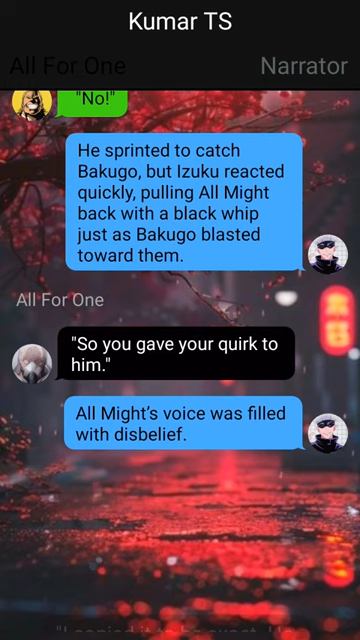 Kumar TS
All For One
Narrator
"No!"
He sprinted to catch
Bakugo, but Izuku reacted
quickly, pulling All Might
back with a black whip
just as Bakugo blasted
toward them.
All For One
"So you gave your quirk to
him."
All Might's voice was filled
with disbelief.